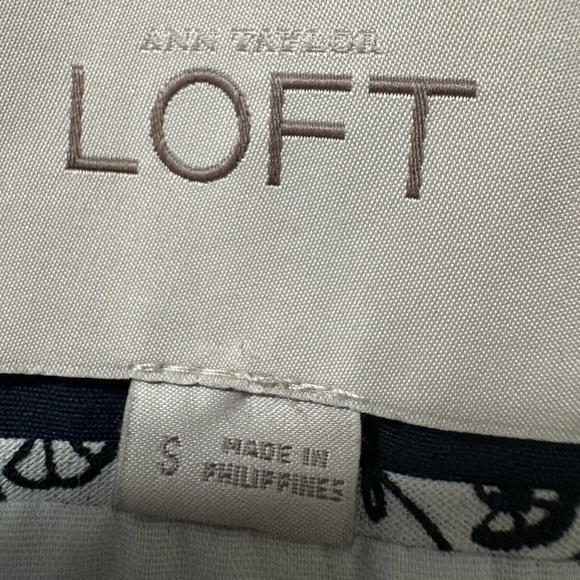 ANN TAYLOR
LOFT
S
MADE IN
PHILIPPINES